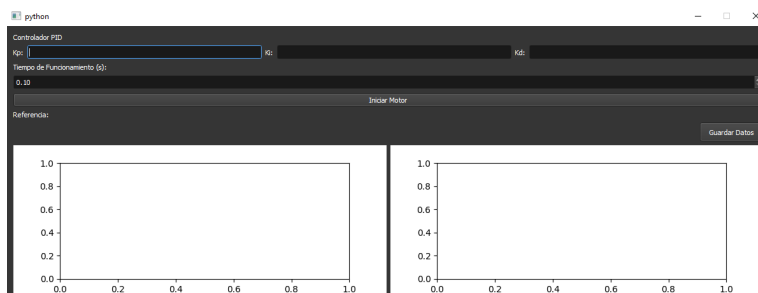 python
Controlador PID
Kp: Ki: Kd:
Tiempo de Funcionamiento (s):
0.10
Iniciar Motor
Referencia:
Guardar Datos
1.0 1.0
0.8 0.8
0.6 0.6
0.4 0.4
0.2 0.2
0.0 0.0
0.0 0.2 0.4 0.6 0.8 1.0 0.0 0.2 0.4 0.6 0.8 1.0